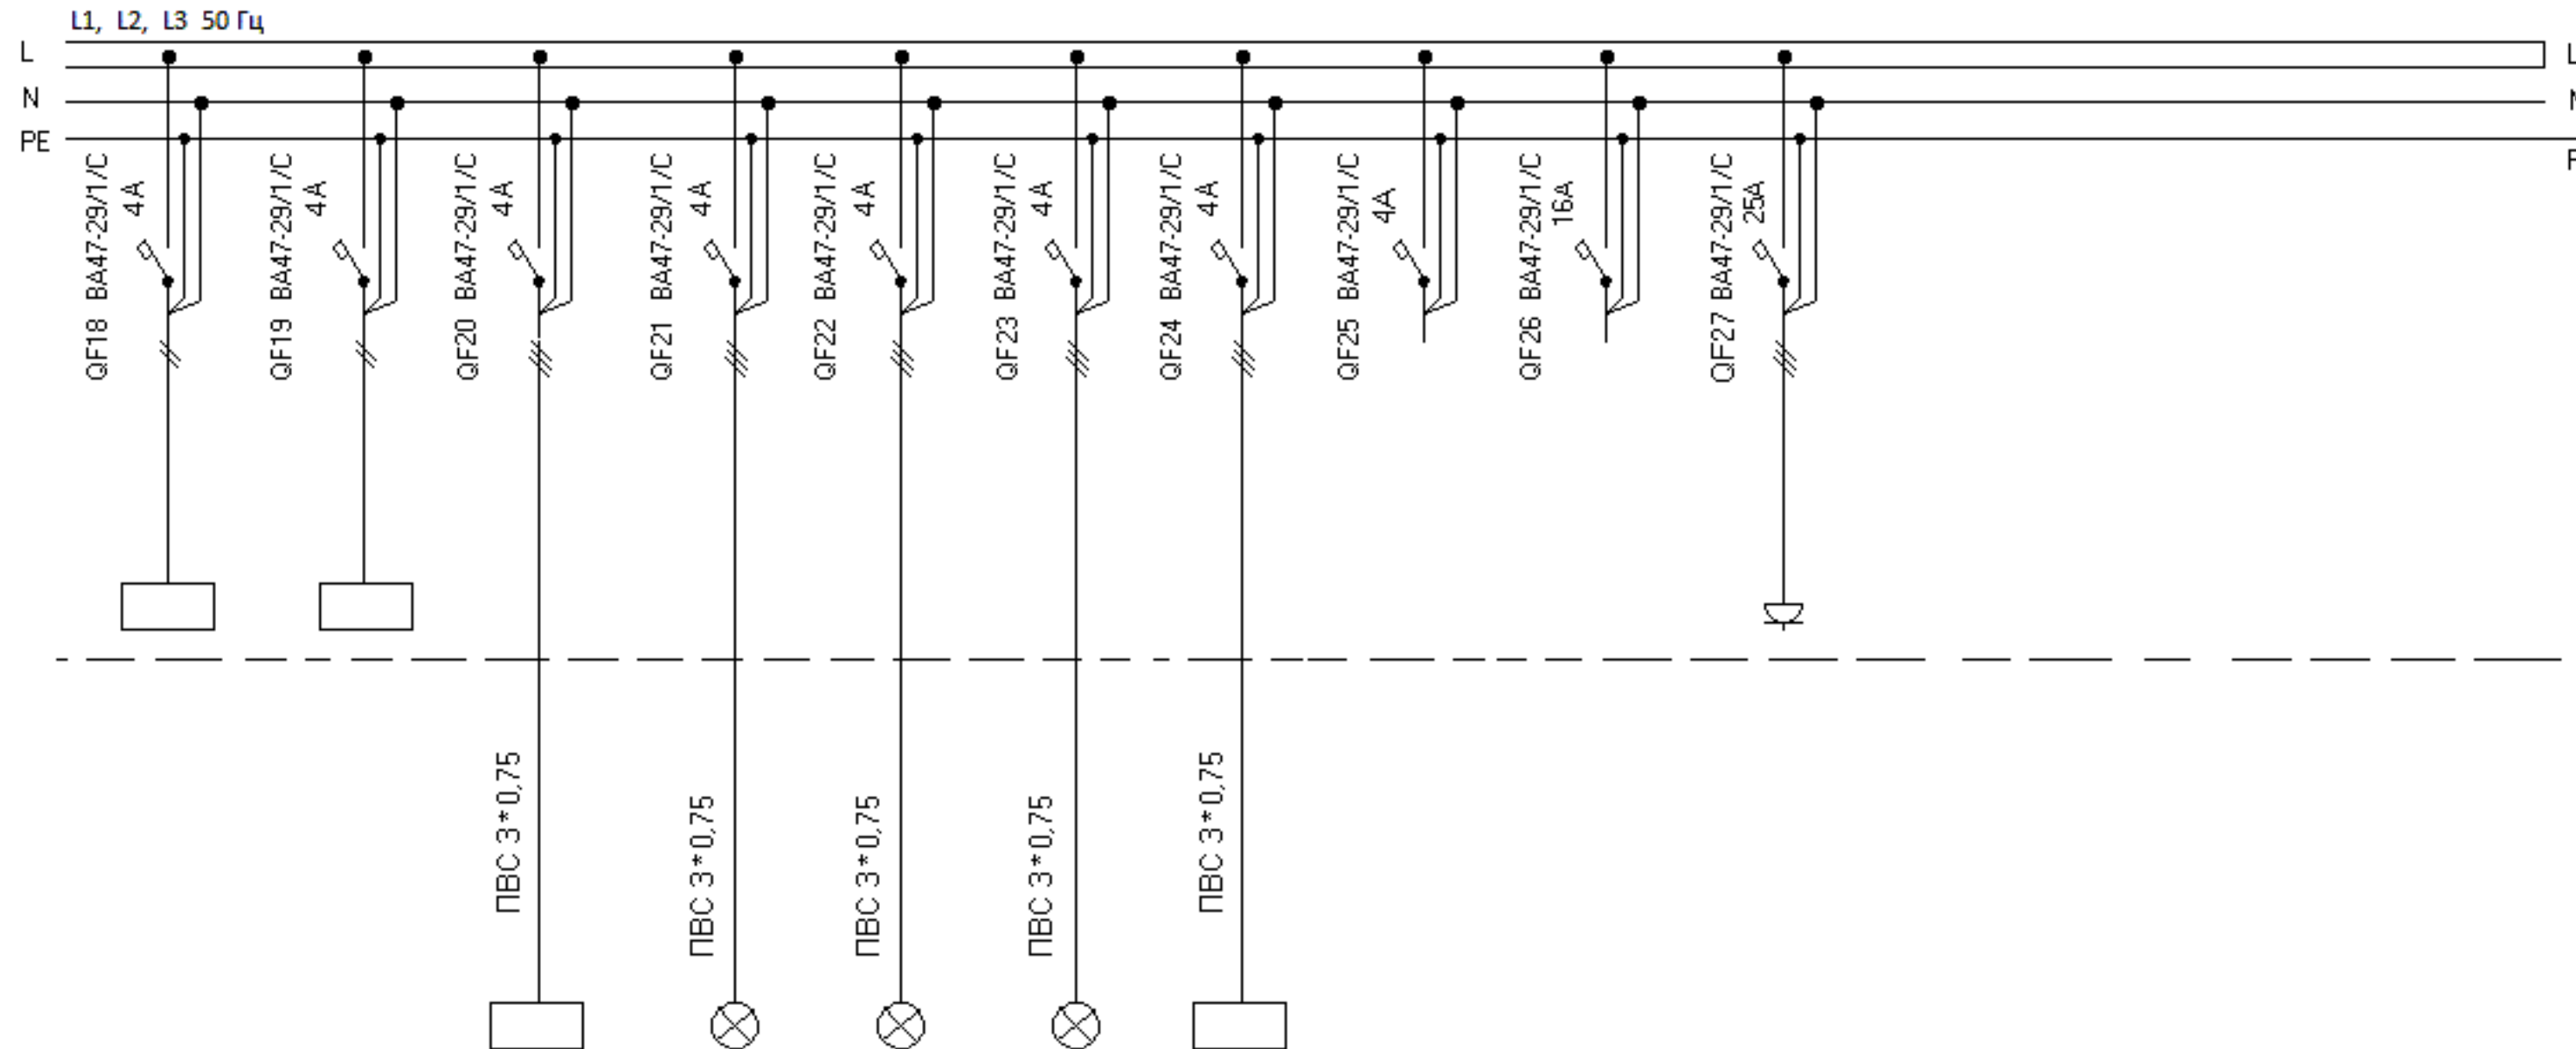 L1, L2, L3 50 Гц
L
L
N
PE
QF18 ВА47-29/1/С
4А
QF19 ВА47-29/1/С
4А
QF20 ВА47-29/1/С
4А
QF21 ВА47-29/1/С
4А
QF22 ВА47-29/1/С
4А
QF23 ВА47-29/1/С
4А
QF24 ВА47-29/1/С
4А
QF25 ВА47-29/1/С
4А
QF26 ВА47-29/1/С
16А
QF27 ВА47-29/1/С
25А
ПВС 3*0,75
ПВС 3*0,75
ПВС 3*0,75
ПВС 3*0,75
ПВС 3*0,75